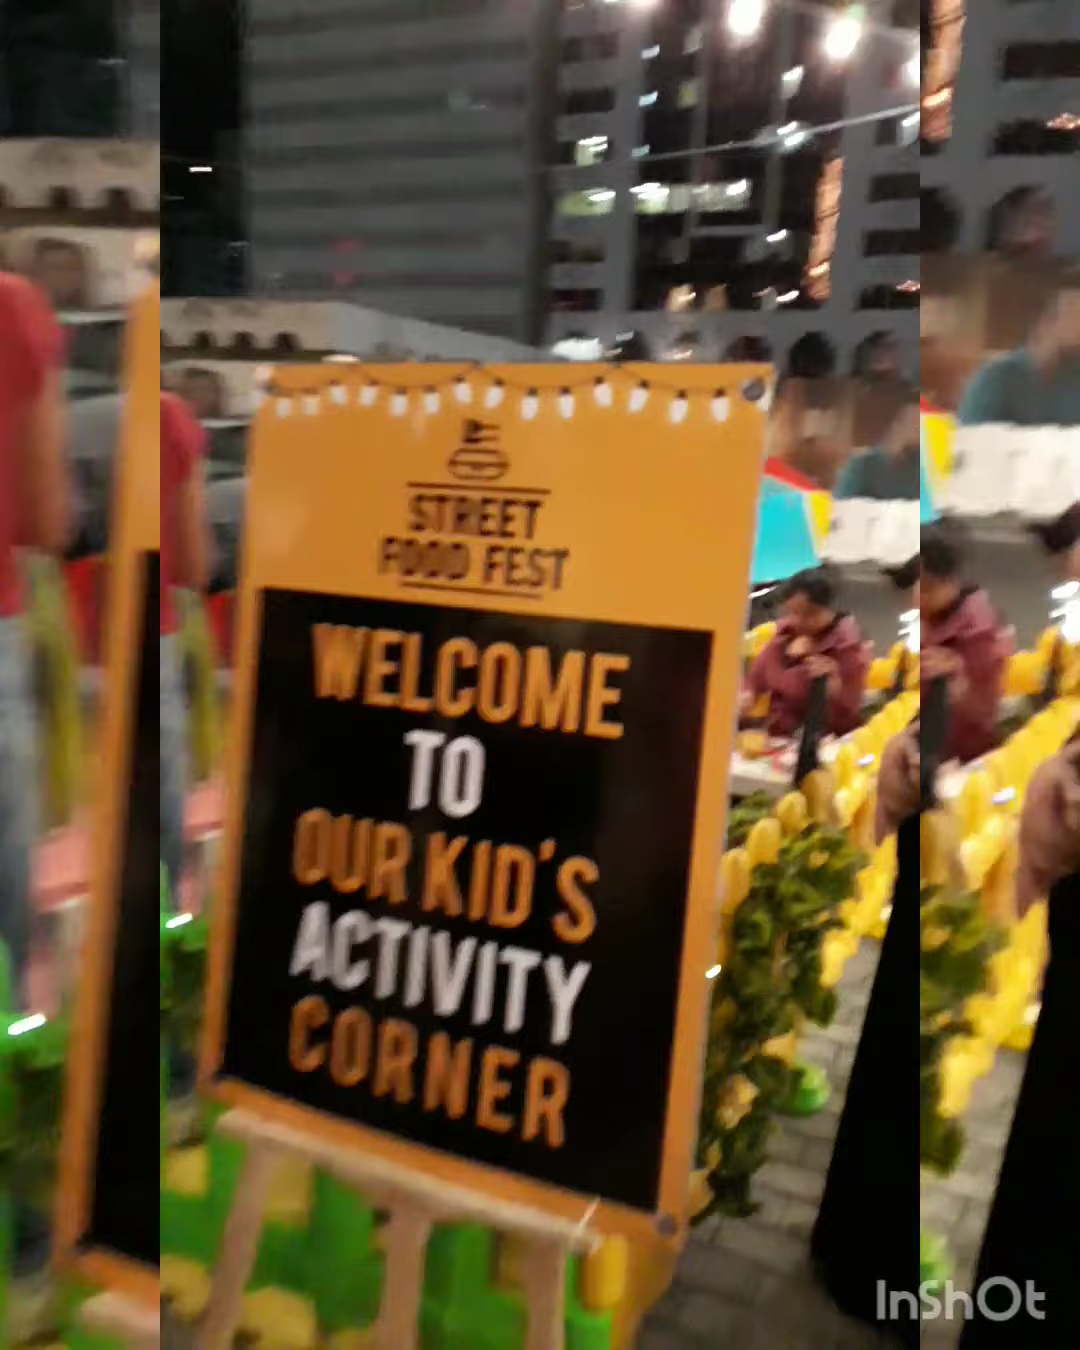 STREET
FOOD FEST
WELCOME
TO
OUR KID'S
ACTIVITY
CORNER
InShOt